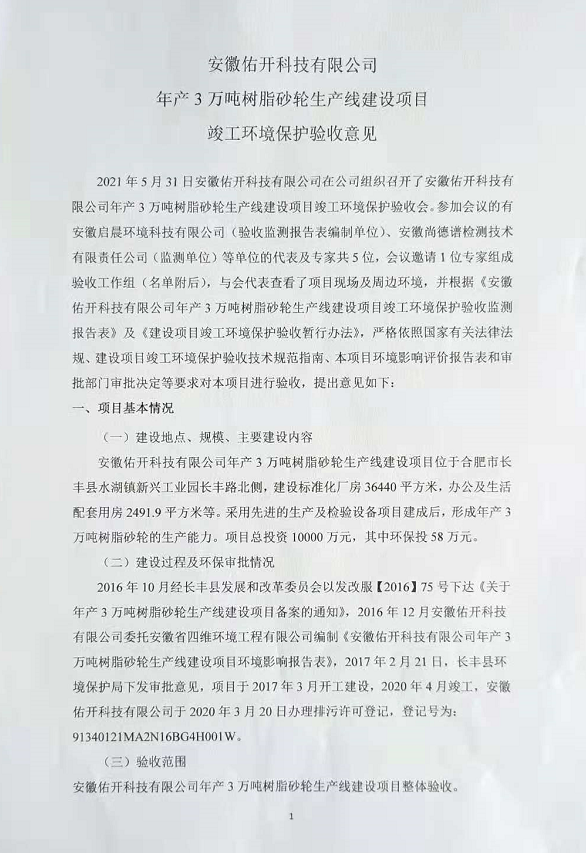 安徽佑开科技有限公司
年产 3 万吨树脂砂轮生产线建设项目
竣工环境保护验收意见
2021 年 5 月 31 日安徽佑开科技有限公司在公司组织召开了安徽佑开科技有
限公司年产 3 万吨树脂砂轮生产线建设项目竣工环境保护验收会。参加会议的有
安徽启晨环境科技有限公司（验收监测报告表编制单位）、安徽尚德谱检测技术
有限责任公司（监测单位）等单位的代表及专家共 5 位，会议邀请 1 位专家组成
验收工作组（名单附后），与会代表查看了项目现场及周边环境，并根据《安徽
佑开科技有限公司年产 3 万吨树脂砂轮生产线建设项目竣工环境保护验收监测
报告表》及《建设项目竣工环境保护验收暂行办法》，严格依照国家有关法律法
规、建设项目竣工环境保护验收技术规范指南、本项目环境影响评价报告表和审
批部门审批决定等要求对本项目进行验收，提出意见如下：
一、项目基本情况
（一）建设地点、规模、主要建设内容
安徽佑开科技有限公司年产 3 万吨树脂砂轮生产线建设项目位于合肥市长
丰县水湖镇新兴工业园长丰路北侧，建设标准化厂房 36440 平方米，办公及生活
配套用房 2491.9 平方米等。采用先进的生产及检验设备项目建成后，形成年产 3
万吨树脂砂轮的生产能力。项目总投资 10000 万元，其中环保投 58 万元。
（二）建设过程及环保审批情况
2016 年 10 月经长丰县发展和改革委员会以发改服【2016】75 号下达《关于
年产 3 万吨树脂砂轮生产线建设项目备案的通知》，2016 年 12 月安徽佑开科技
有限公司委托安徽省四维环境工程有限公司编制《安徽佑开科技有限公司年产 3
万吨树脂砂轮生产线建设项目环境影响报告表》，2017 年 2 月 21 日，长丰县环
境保护局下发审批意见，项目于 2017 年 3 月开工建设，2020 年 4 月竣工，安徽
佑开科技有限公司于 2020 年 3 月 20 日办理排污许可登记，登记号为：
91340121MA2N16BG4H001W。
（三）验收范围
安徽佑开科技有限公司年产 3 万吨树脂砂轮生产线建设项目整体验收。
1